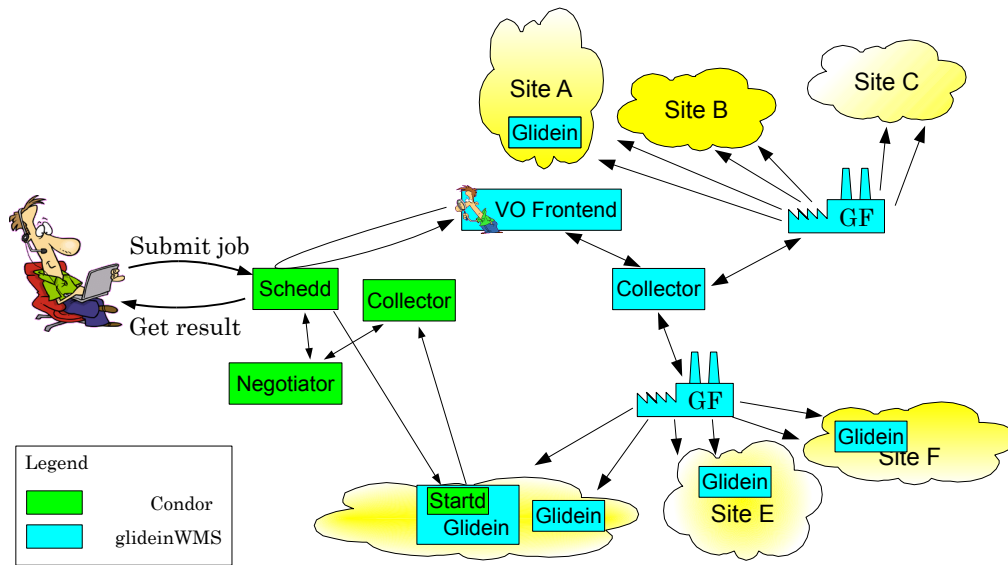 Site A
Glidein
Site B
Site C
GF
VO Frontend
Submit job
Get result
Schedd
Collector
Negotiator
Collector
GF
Glidein
Site F
Glidein
Site E
Startd
Glidein
Glidein
Legend
Condor
glideinWMS